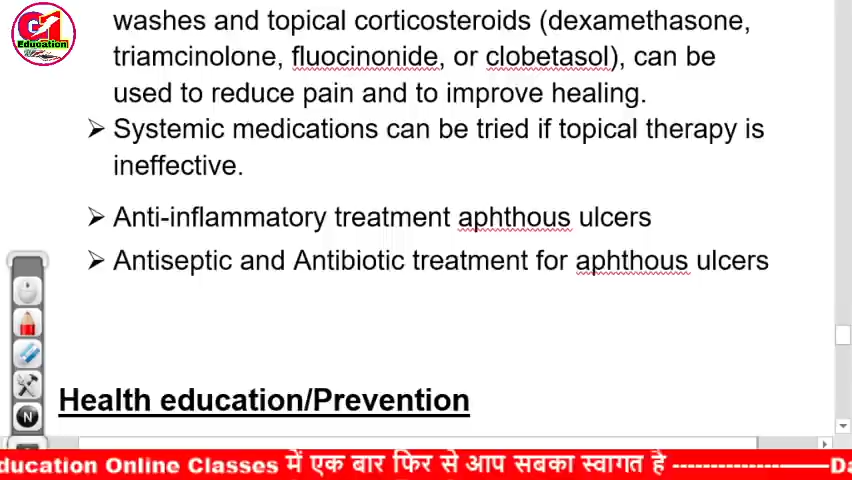 Education
washes and topical corticosteroids (dexamethasone,
triamcinolone, fluocinonide, or clobetasol), can be
used to reduce pain and to improve healing.
➢ Systemic medications can be tried if topical therapy is
ineffective.
➢ Anti-inflammatory treatment aphthous ulcers
➢ Antiseptic and Antibiotic treatment for aphthous ulcers
N
Health education/Prevention
ducation Online Classes में एक बार फिर से आप सबका स्वागत है ----------------------Da